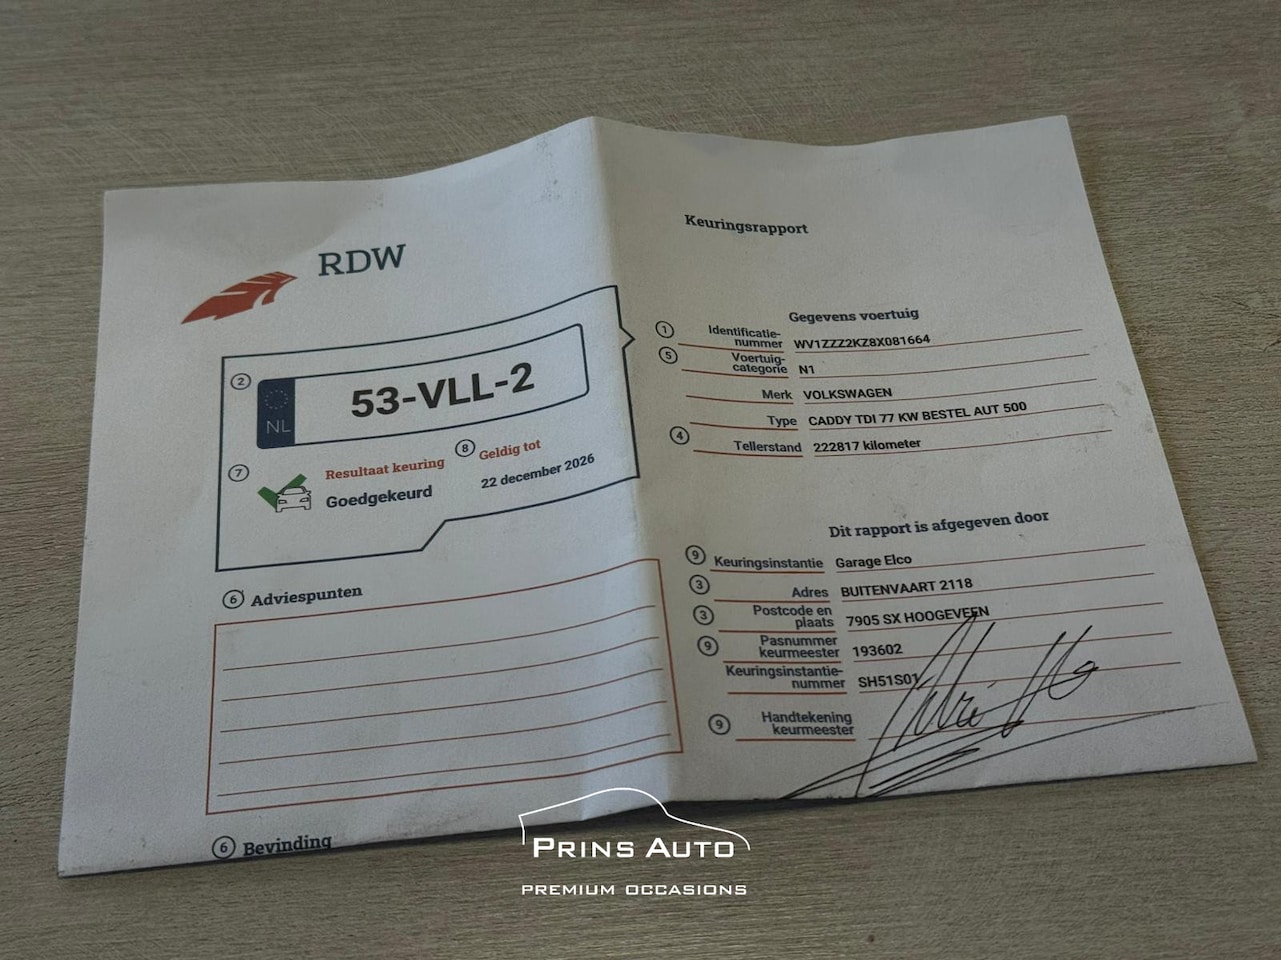 RDW
② 53-VLL-2
NL
⑦ Resultaat keuring
Goedgekeurd
⑧ Geldig tot
22 december 2026
⑥ Adviespunten
⑥ Bevinding
Keuringsrapport
Gegevens voertuig
① Identificatie-
nummer WV1ZZZ2KZ8X081664
⑤ Voertuig-
categorie N1
Merk VOLKSWAGEN
Type CADDY TDI 77 KW BESTEL AUT 500
④ Tellerstand 222817 kilometer
Dit rapport is afgegeven door
⑨ Keuringsinstantie Garage Elco
③ Adres BUITENVAART 2118
③ Postcode en
plaats 7905 SX HOOGEVEEN
⑨ Pasnummer
keurmeester 193602
Keuringsinstantie-
nummer SH51S01
⑨ Handtekening
keurmeester
PRINS AUTO
PREMIUM OCCASIONS